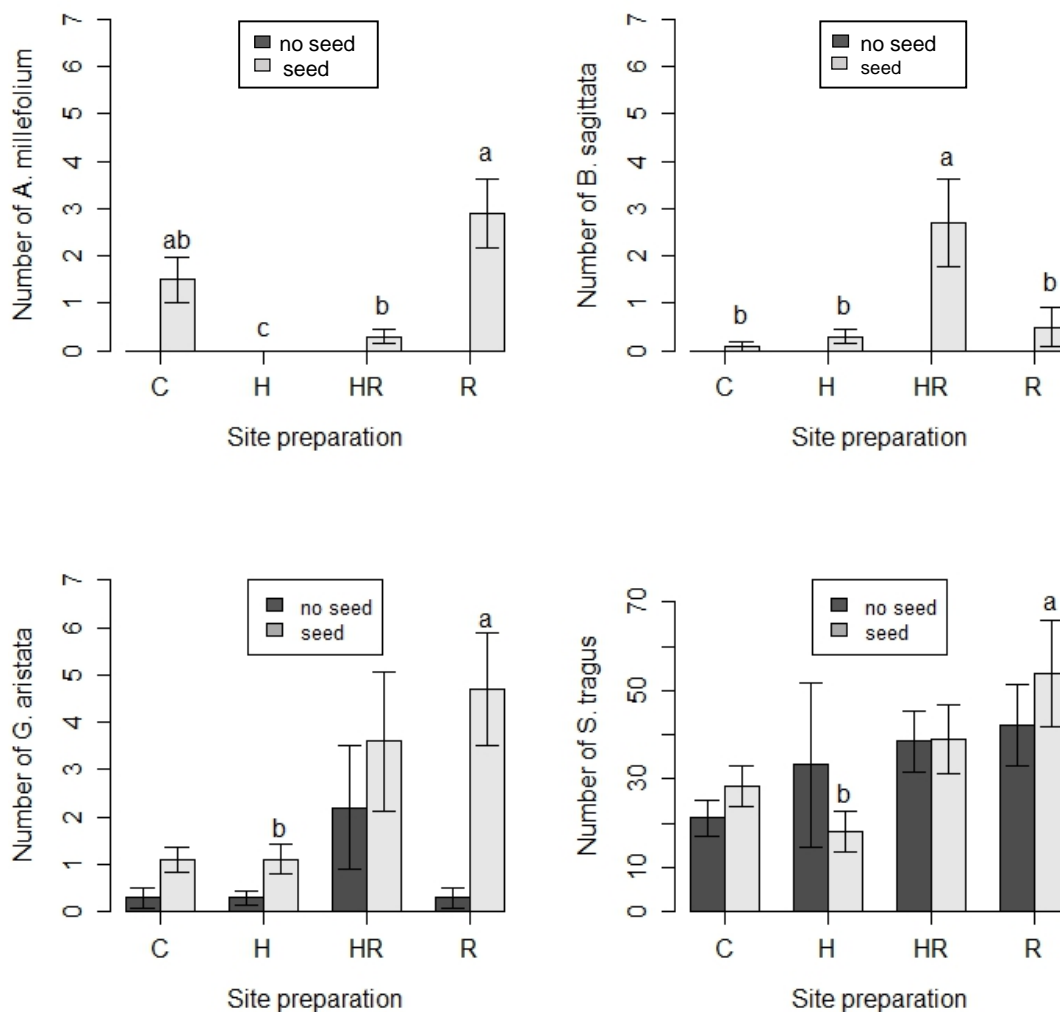 Number of A. millefolium
0 1 2 3 4 5 6 7
no seed
seed
ab
c
b
a
C H HR R
Site preparation
Number of B. sagittata
0 1 2 3 4 5 6 7
no seed
seed
b
b
a
b
C H HR R
Site preparation
Number of G. aristata
0 1 2 3 4 5 6 7
no seed
seed
b
a
C H HR R
Site preparation
Number of S. tragus
0 10 30 50 70
no seed
seed
b
a
C H HR R
Site preparation